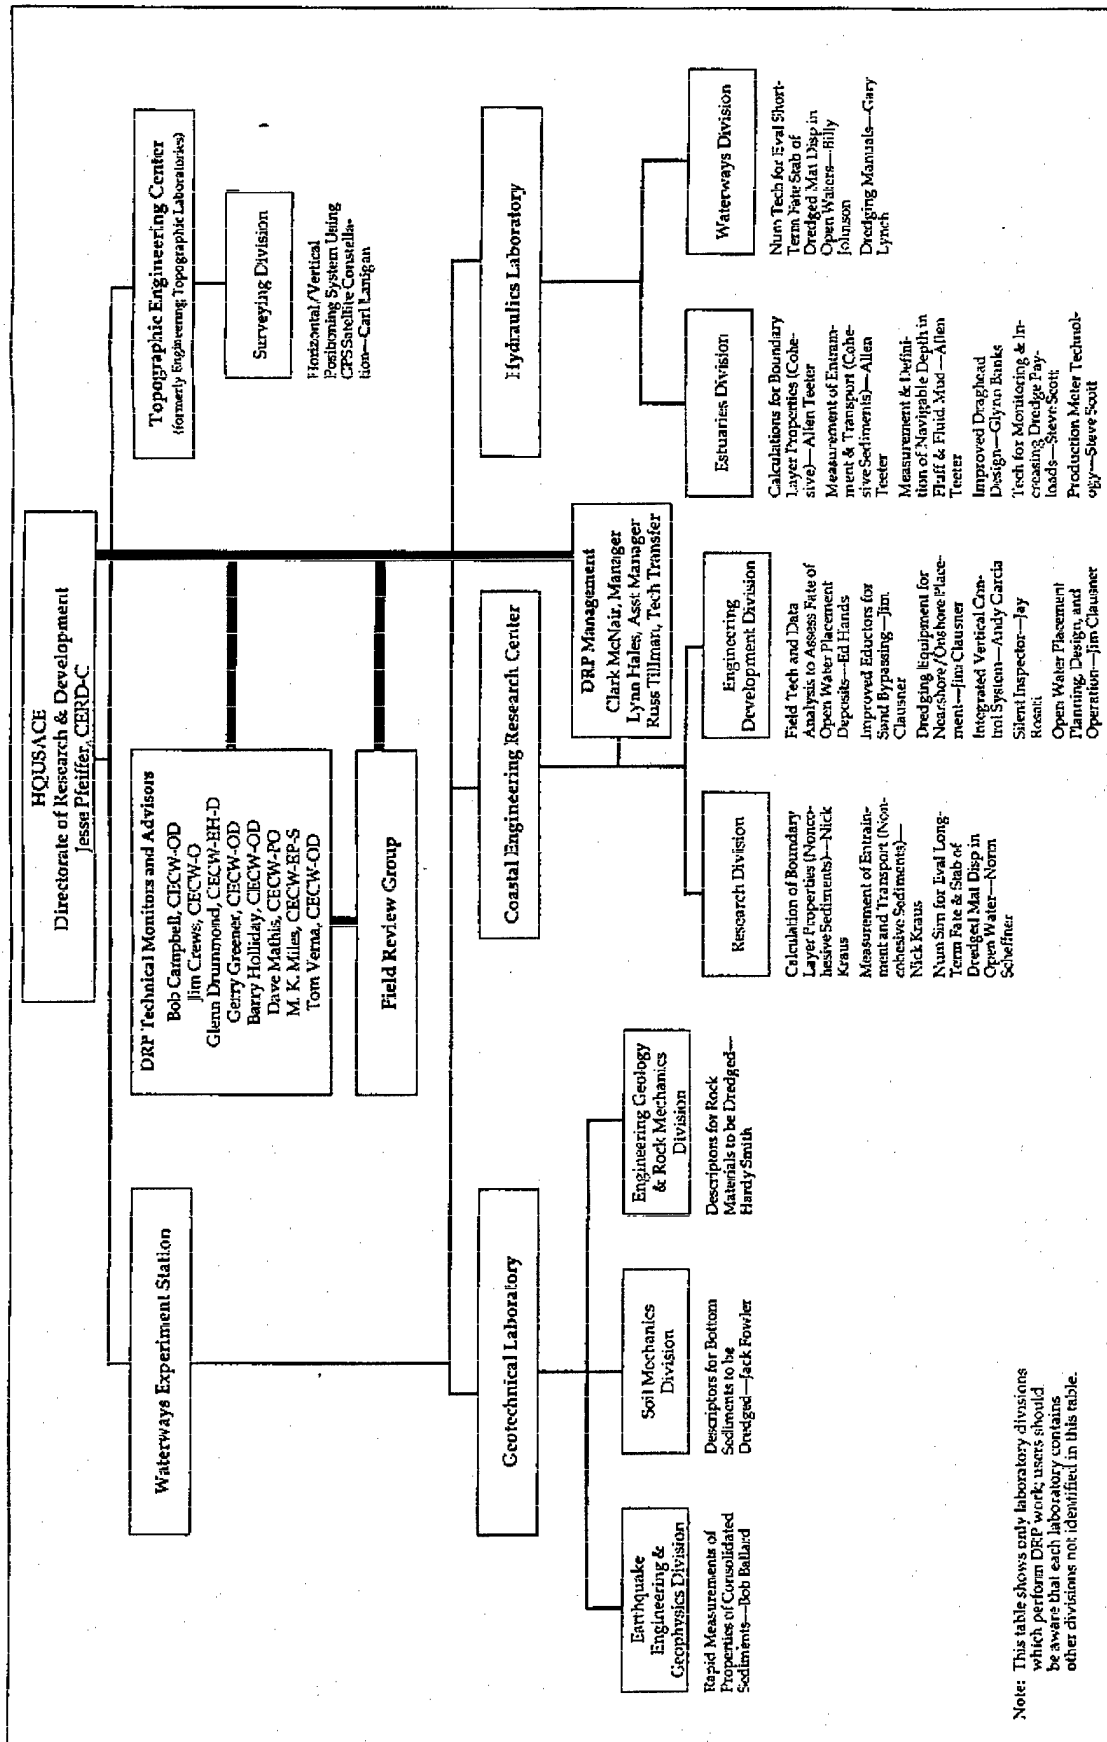 HQUSACE
Directorate of Research & Development
Jesse Pfeiffer, CERD-C
Waterways Experiment Station
DRP Technical Monitors and Advisors
Bob Campbell, CECW-OD
Jim Crews, CECW-O
Glenn Drummond, CECW-EH-D
Gerry Greener, CECW-OD
Barry Holliday, CECW-OD
Dave Mathis, CECW-PO
M. K. Miles, CECW-EP-S
Tom Verna, CECW-OD
Field Review Group
Topographic Engineering Center
(formerly Engineering Topographic Laboratories)
Surveying Division
Horizontal/Vertical
Positioning System Using
GPS Satellite Constella-
tion—Carl Lanigan
Geotechnical Laboratory
Coastal Engineering Research Center
Hydraulics Laboratory
DRP Management
Clark McNair, Manager
Lynn Hales, Asst Manager
Russ Tillman, Tech Transfer
Earthquake
Engineering &
Geophysics Division
Rapid Measurements of
Properties of Consolidated
Sediments—Bob Ballard
Soil Mechanics
Division
Descriptors for Bottom
Sediments to be
Dredged—Jack Fowler
Engineering Geology
& Rock Mechanics
Division
Descriptors for Rock
Materials to be Dredged—
Hardy Smith
Research Division
Calculation of Boundary
Layer Properties (Nonco-
hesive Sediments)—Nick
Kraus
Measurement of Entrain-
ment and Transport (Non-
cohesive Sediments)—
Nick Kraus
Num Sim for Eval Long-
Term Fate & Stab of
Dredged Mat Disp in
Open Water—Norm
Scheffner
Engineering
Development Division
Field Tech and Data
Analysis to Assess Fate of
Open Water Placement
Deposits—Ed Hands
Improved Eductors for
Sand Bypassing—Jim
Clausner
Dredging Equipment for
Nearshore/Onshore Place-
ment—Jim Clausner
Integrated Vertical Con-
trol System—Andy Garcia
Silent Inspector—Jay
Rosati
Open Water Placement
Planning, Design, and
Operation—Jim Clausner
Estuaries Division
Calculations for Boundary
Layer Properties (Cohe-
sive)—Allen Teeter
Measurement of Entrain-
ment & Transport (Cohe-
sive Sediments)—Allen
Teeter
Measurement & Defini-
tion of Navigable Depth in
Fluff & Fluid Mud—Allen
Teeter
Improved Draghead
Design—Glynn Banks
Tech for Monitoring & In-
creasing Dredge Pay-
loads—Steve Scott
Production Meter Technol-
ogy—Steve Scott
Waterways Division
Num Tech for Eval Short-
Term Fate Stab of
Dredged Mat Disp in
Open Waters—Billy
Johnson
Dredging Manuals—Gary
Lynch
Note: This table shows only laboratory divisions
which perform DRP work; users should
be aware that each laboratory contains
other divisions not identified in this table.